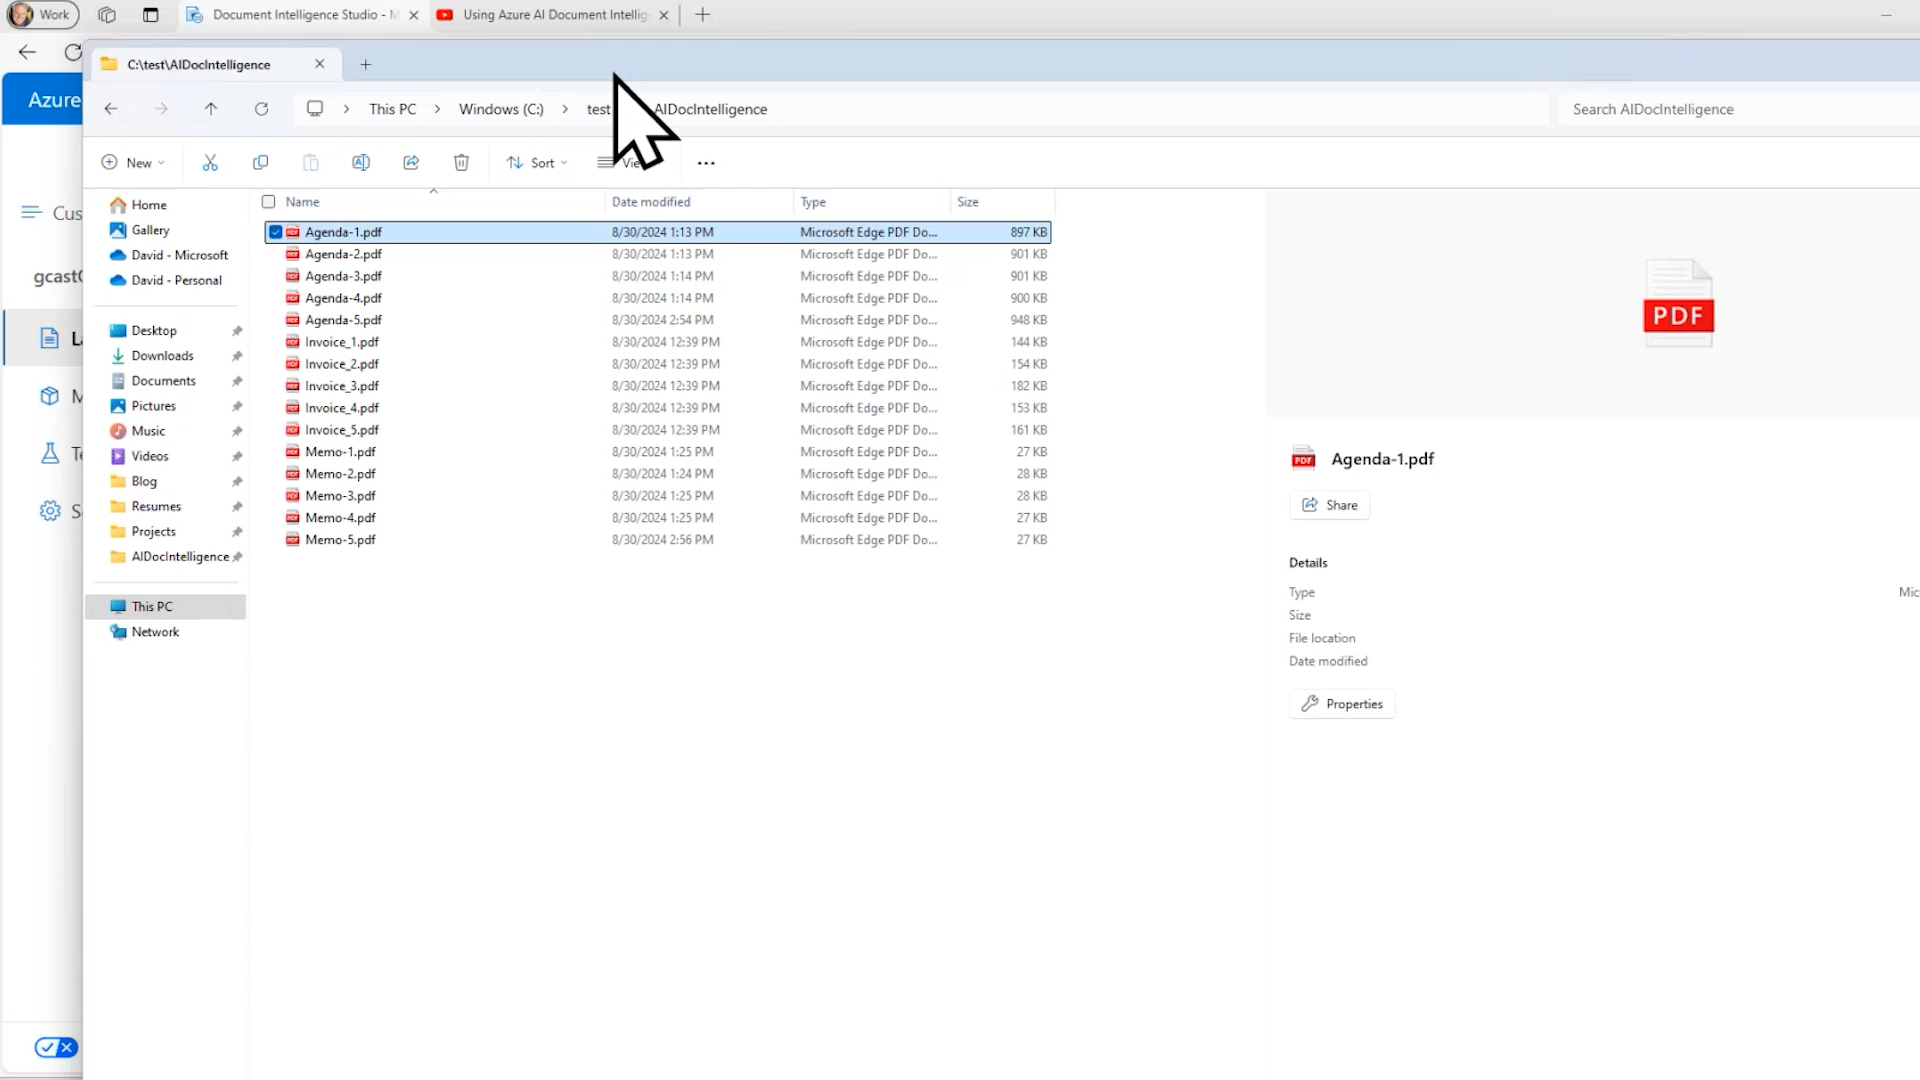 Work
Document Intelligence Studio - M
Using Azure AI Document Intellig
C:\test\AIDocIntelligence
Azure
This PC > Windows (C:) > test AIDocIntelligence
Search AIDocIntelligence
New
Sort
Vie
Cus
gcast
Home
Gallery
David - Microsoft
David - Personal
Desktop
Downloads
Documents
Pictures
Music
Videos
Blog
Resumes
Projects
AIDocIntelligence
This PC
Network
Name Date modified Type Size
Agenda-1.pdf 8/30/2024 1:13 PM Microsoft Edge PDF Do... 897 KB
Agenda-2.pdf 8/30/2024 1:13 PM Microsoft Edge PDF Do... 901 KB
Agenda-3.pdf 8/30/2024 1:14 PM Microsoft Edge PDF Do... 901 KB
Agenda-4.pdf 8/30/2024 1:14 PM Microsoft Edge PDF Do... 900 KB
Agenda-5.pdf 8/30/2024 2:54 PM Microsoft Edge PDF Do... 948 KB
Invoice_1.pdf 8/30/2024 12:39 PM Microsoft Edge PDF Do... 144 KB
Invoice_2.pdf 8/30/2024 12:39 PM Microsoft Edge PDF Do... 154 KB
Invoice_3.pdf 8/30/2024 12:39 PM Microsoft Edge PDF Do... 182 KB
Invoice_4.pdf 8/30/2024 12:39 PM Microsoft Edge PDF Do... 153 KB
Invoice_5.pdf 8/30/2024 12:39 PM Microsoft Edge PDF Do... 161 KB
Memo-1.pdf 8/30/2024 1:25 PM Microsoft Edge PDF Do... 27 KB
Memo-2.pdf 8/30/2024 1:24 PM Microsoft Edge PDF Do... 28 KB
Memo-3.pdf 8/30/2024 1:25 PM Microsoft Edge PDF Do... 28 KB
Memo-4.pdf 8/30/2024 1:25 PM Microsoft Edge PDF Do... 27 KB
Memo-5.pdf 8/30/2024 2:56 PM Microsoft Edge PDF Do... 27 KB
PDF
Agenda-1.pdf
Share
Details
Type Mic
Size
File location
Date modified
Properties